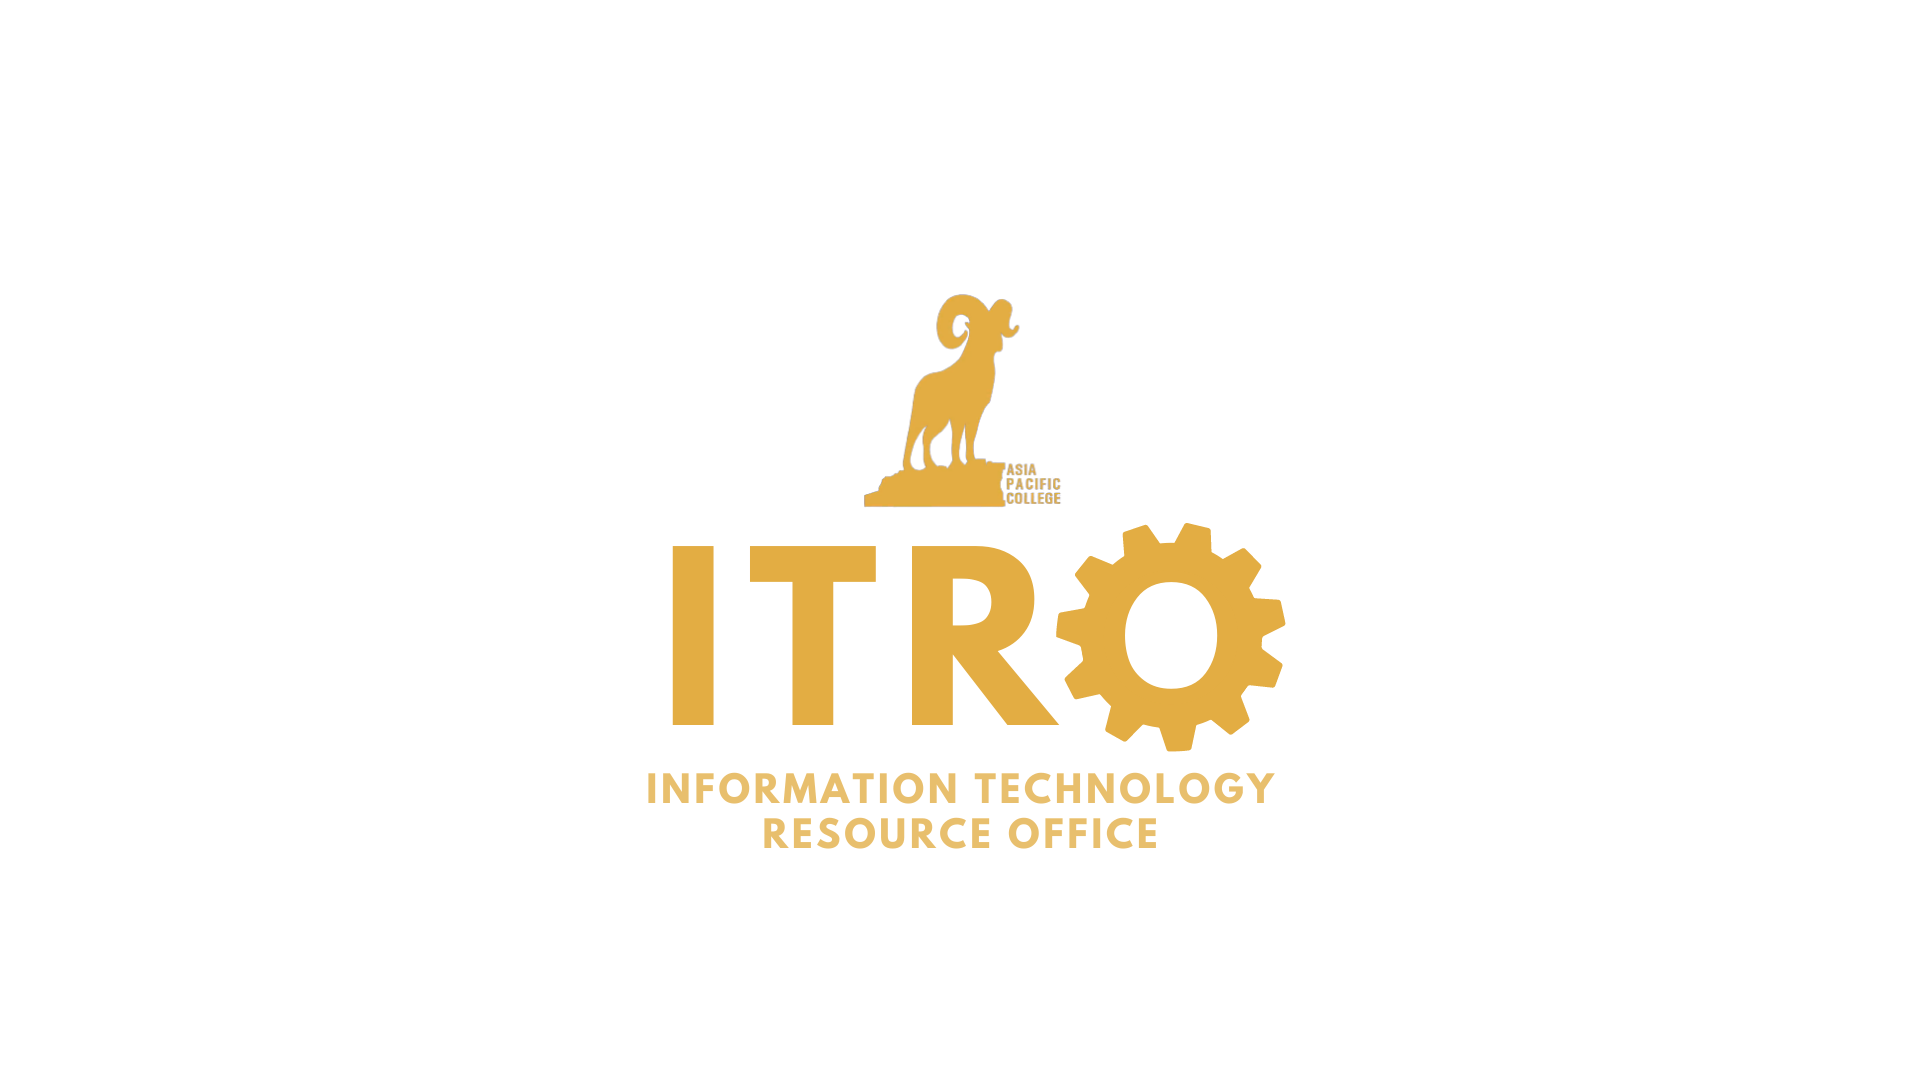 ASIA
PACIFIC
COLLEGE
ITRO
INFORMATION TECHNOLOGY
RESOURCE OFFICE